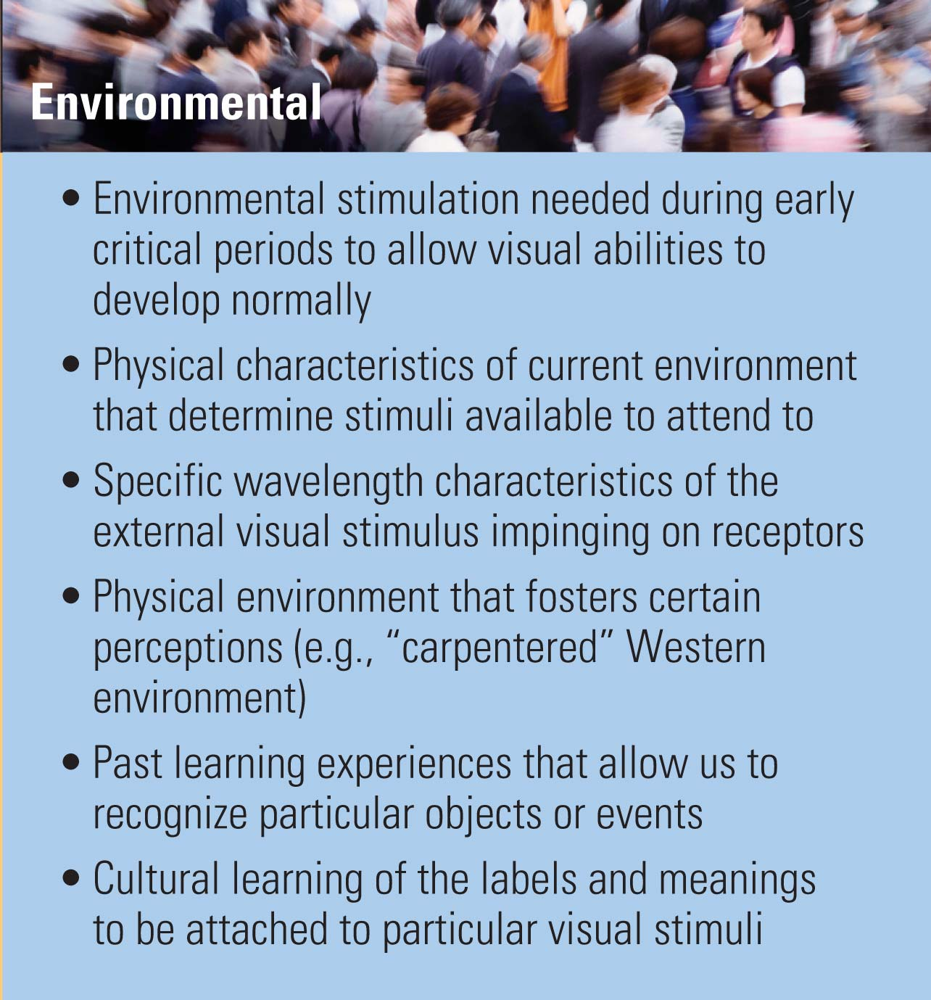 Environmental
• Environmental stimulation needed during early
critical periods to allow visual abilities to
develop normally
• Physical characteristics of current environment
that determine stimuli available to attend to
• Specific wavelength characteristics of the
external visual stimulus impinging on receptors
• Physical environment that fosters certain
perceptions (e.g., “carpentered” Western
environment)
• Past learning experiences that allow us to
recognize particular objects or events
• Cultural learning of the labels and meanings
to be attached to particular visual stimuli